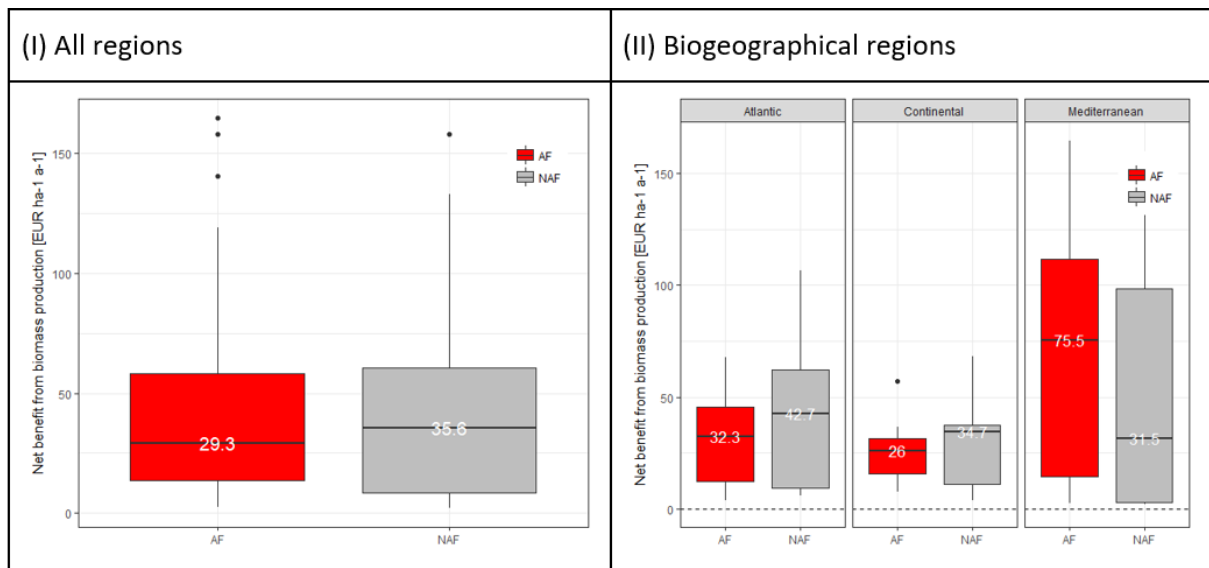 (I) All regions
(II) Biogeographical regions
Net benefit from biomass production [EUR ha-1 a-1]
150
100
50
0
AF
NAF
29.3
35.6
AF
NAF
Net benefit from biomass production [EUR ha-1 a-1]
150
100
50
0
Atlantic
Continental
Mediterranean
AF
NAF
32.3
42.7
26
34.7
75.5
31.5
AF
NAF
AF
NAF
AF
NAF